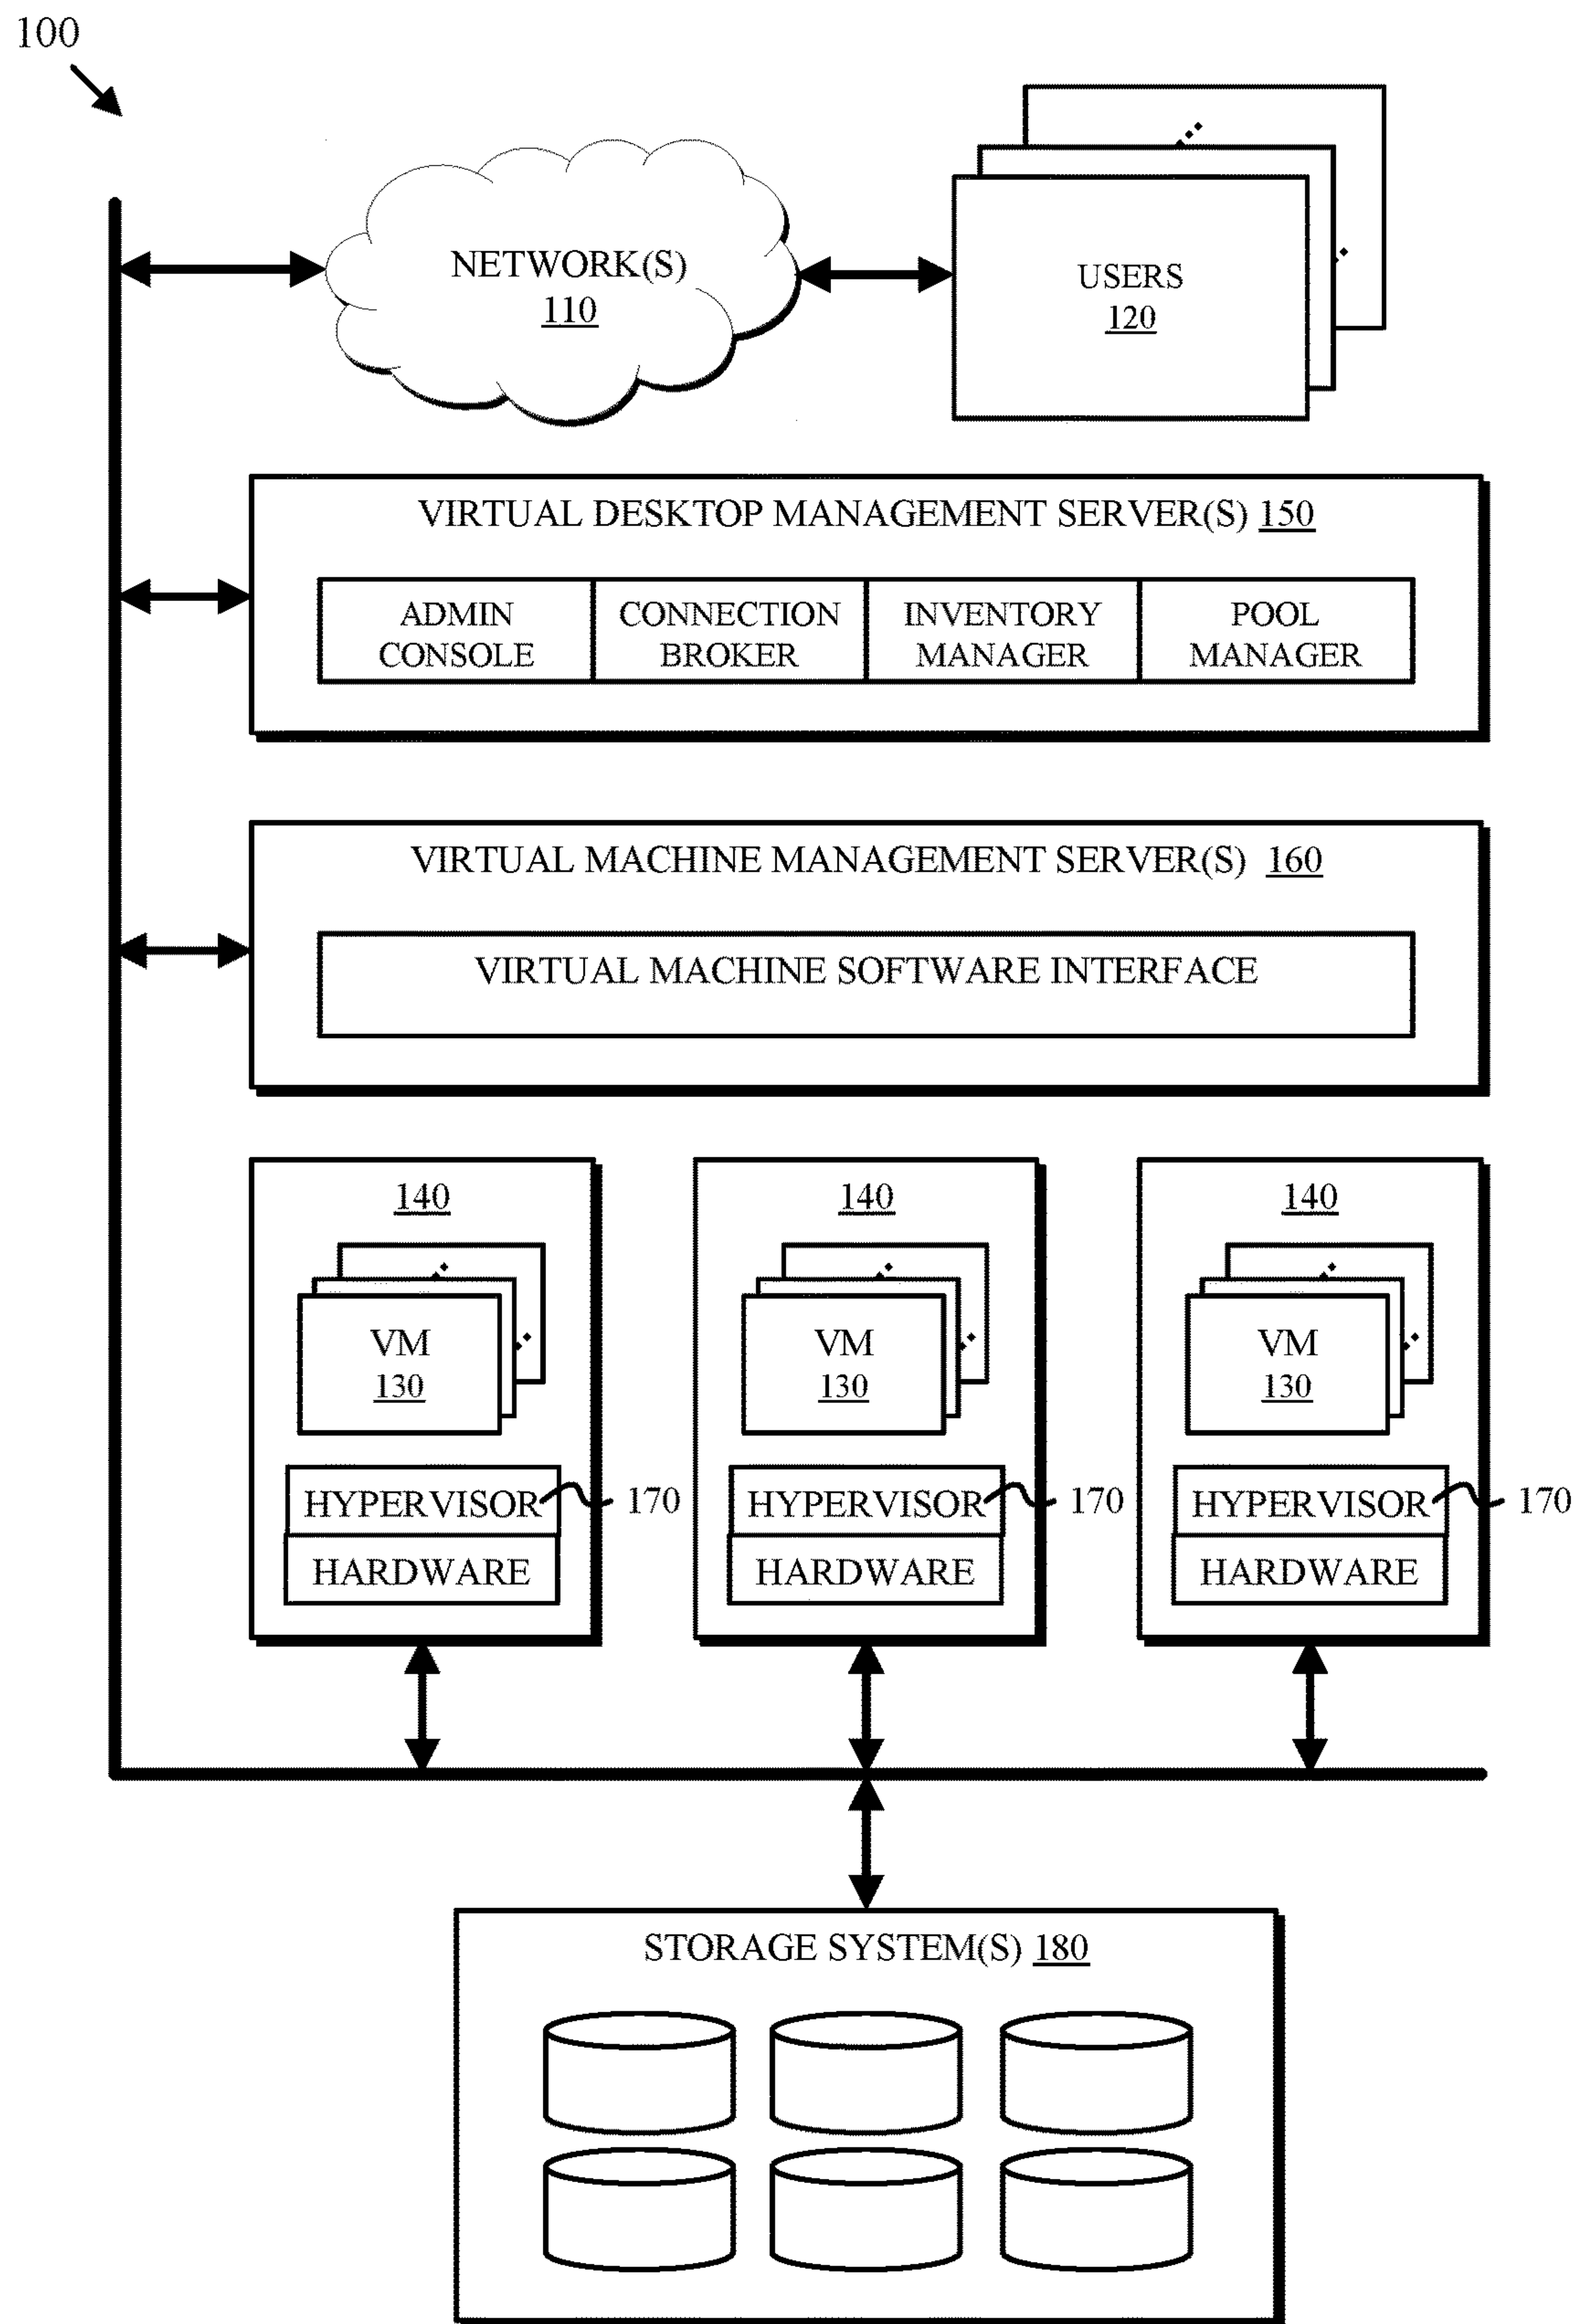 100
NETWORK(S)
110
USERS
120
VIRTUAL DESKTOP MANAGEMENT SERVER(S) 150
ADMIN
CONSOLE
CONNECTION
BROKER
INVENTORY
MANAGER
POOL
MANAGER
VIRTUAL MACHINE MANAGEMENT SERVER(S) 160
VIRTUAL MACHINE SOFTWARE INTERFACE
140
VM
130
HYPERVISOR
170
HARDWARE
140
VM
130
HYPERVISOR
170
HARDWARE
140
VM
130
HYPERVISOR
170
HARDWARE
STORAGE SYSTEM(S) 180